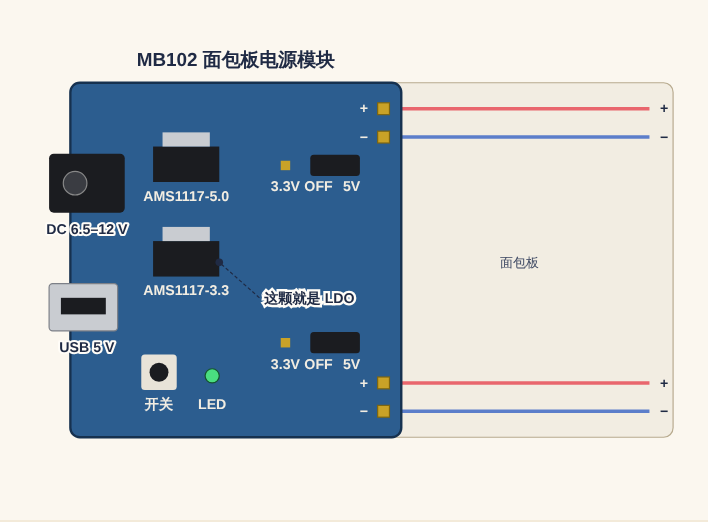 MB102 面包板电源模块
+ +
− −
3.3V OFF 5V
AMS1117-5.0
DC 6.5–12 V
面包板
AMS1117-3.3
这颗就是 LDO
USB 5 V
3.3V OFF 5V
+ +
开关 LED
− −